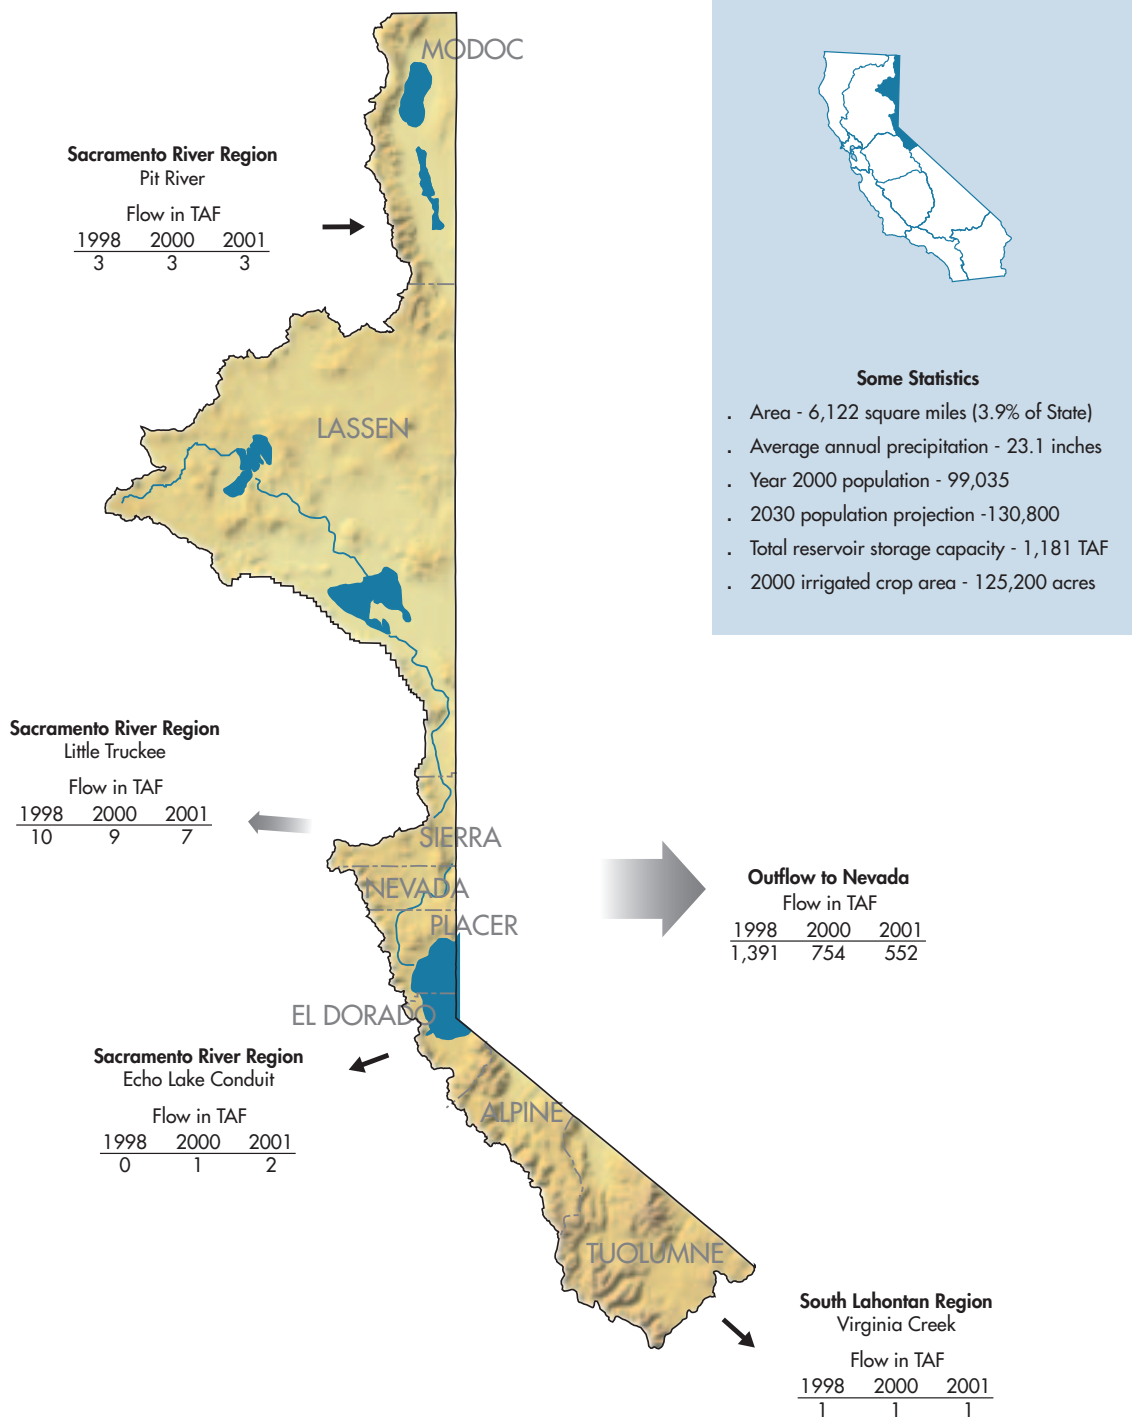 MODOC
Sacramento River Region
Pit River
Flow in TAF
1998 2000 2001
3 3 3
LASSEN
Some Statistics
. Area - 6,122 square miles (3.9% of State)
. Average annual precipitation - 23.1 inches
. Year 2000 population - 99,035
. 2030 population projection -130,800
. Total reservoir storage capacity - 1,181 TAF
. 2000 irrigated crop area - 125,200 acres
Sacramento River Region
Little Truckee
Flow in TAF
1998 2000 2001
10 9 7
SIERRA
NEVADA
PLACER
Outflow to Nevada
Flow in TAF
1998 2000 2001
1,391 754 552
EL DORADO
Sacramento River Region
Echo Lake Conduit
Flow in TAF
1998 2000 2001
0 1 2
ALPINE
TUOLUMNE
South Lahontan Region
Virginia Creek
Flow in TAF
1998 2000 2001
1 1 1